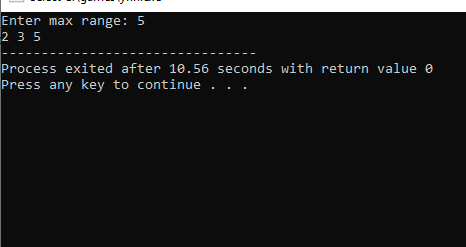 Enter max range: 5
2 3 5
--------------------------------
Process exited after 10.56 seconds with return value 0
Press any key to continue . . .